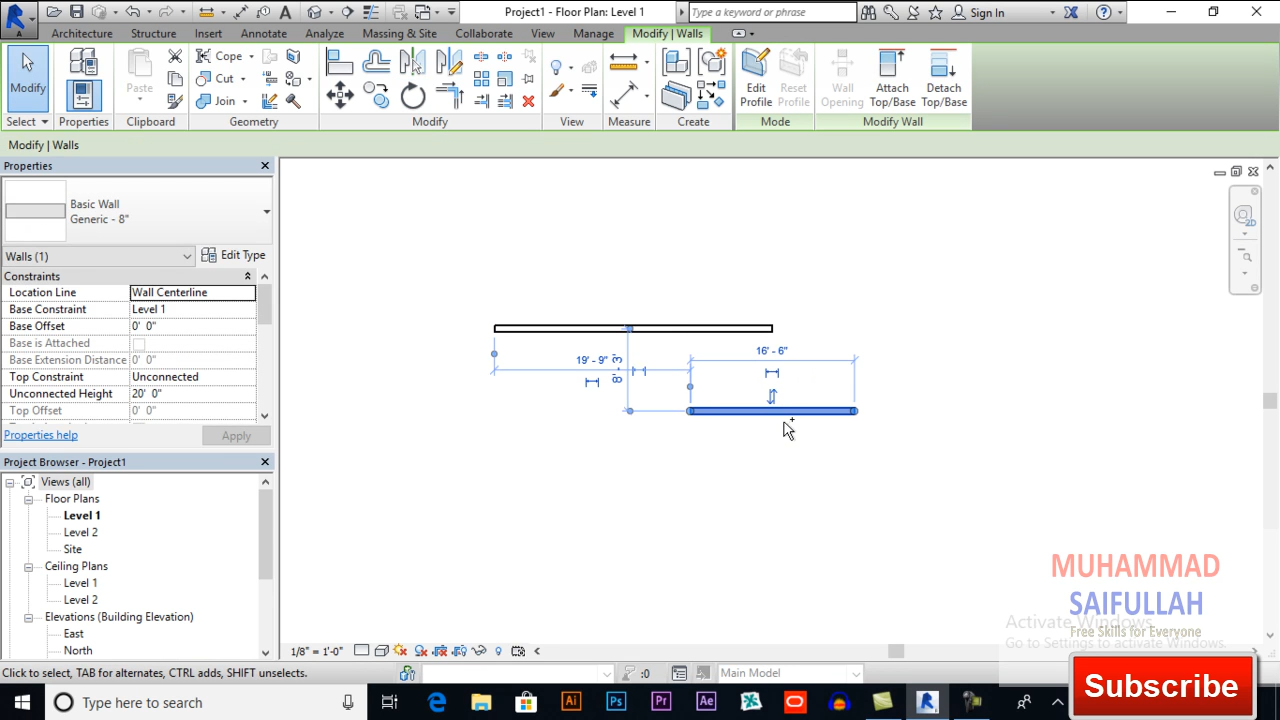 Project1 - Floor Plan: Level 1
Type a keyword or phrase
Sign In
Architecture
Structure
Insert
Annotate
Analyze
Massing & Site
Collaborate
View
Manage
Modify | Walls
Modify
Select
Properties
Paste
Clipboard
Cope
Cut
Join
Geometry
Modify
View
Measure
Create
Edit
Profile
Reset
Profile
Mode
Wall
Opening
Attach
Top/Base
Detach
Top/Base
Modify Wall
Modify | Walls
Properties
Basic Wall
Generic - 8"
Walls (1)
Edit Type
Constraints
Location Line
Wall Centerline
Base Constraint
Level 1
Base Offset
0' 0"
Base is Attached
Base Extension Distance
0' 0"
Top Constraint
Unconnected
Unconnected Height
20' 0"
Top Offset
0' 0"
Properties help
Apply
Project Browser - Project1
Views (all)
Floor Plans
Level 1
Level 2
Site
Ceiling Plans
Level 1
Level 2
Elevations (Building Elevation)
East
North
19' - 9"
8' - 3"
16' - 6"
2D
MUHAMMAD
SAIFULLAH
Free Skills for Everyone
Activate Windows
Go to Settings to activate Windows.
1/8" = 1'-0"
Click to select, TAB for alternates, CTRL adds, SHIFT unselects.
:0
Main Model
Type here to search
Ai
Ps
Pr
Ae
Subscribe